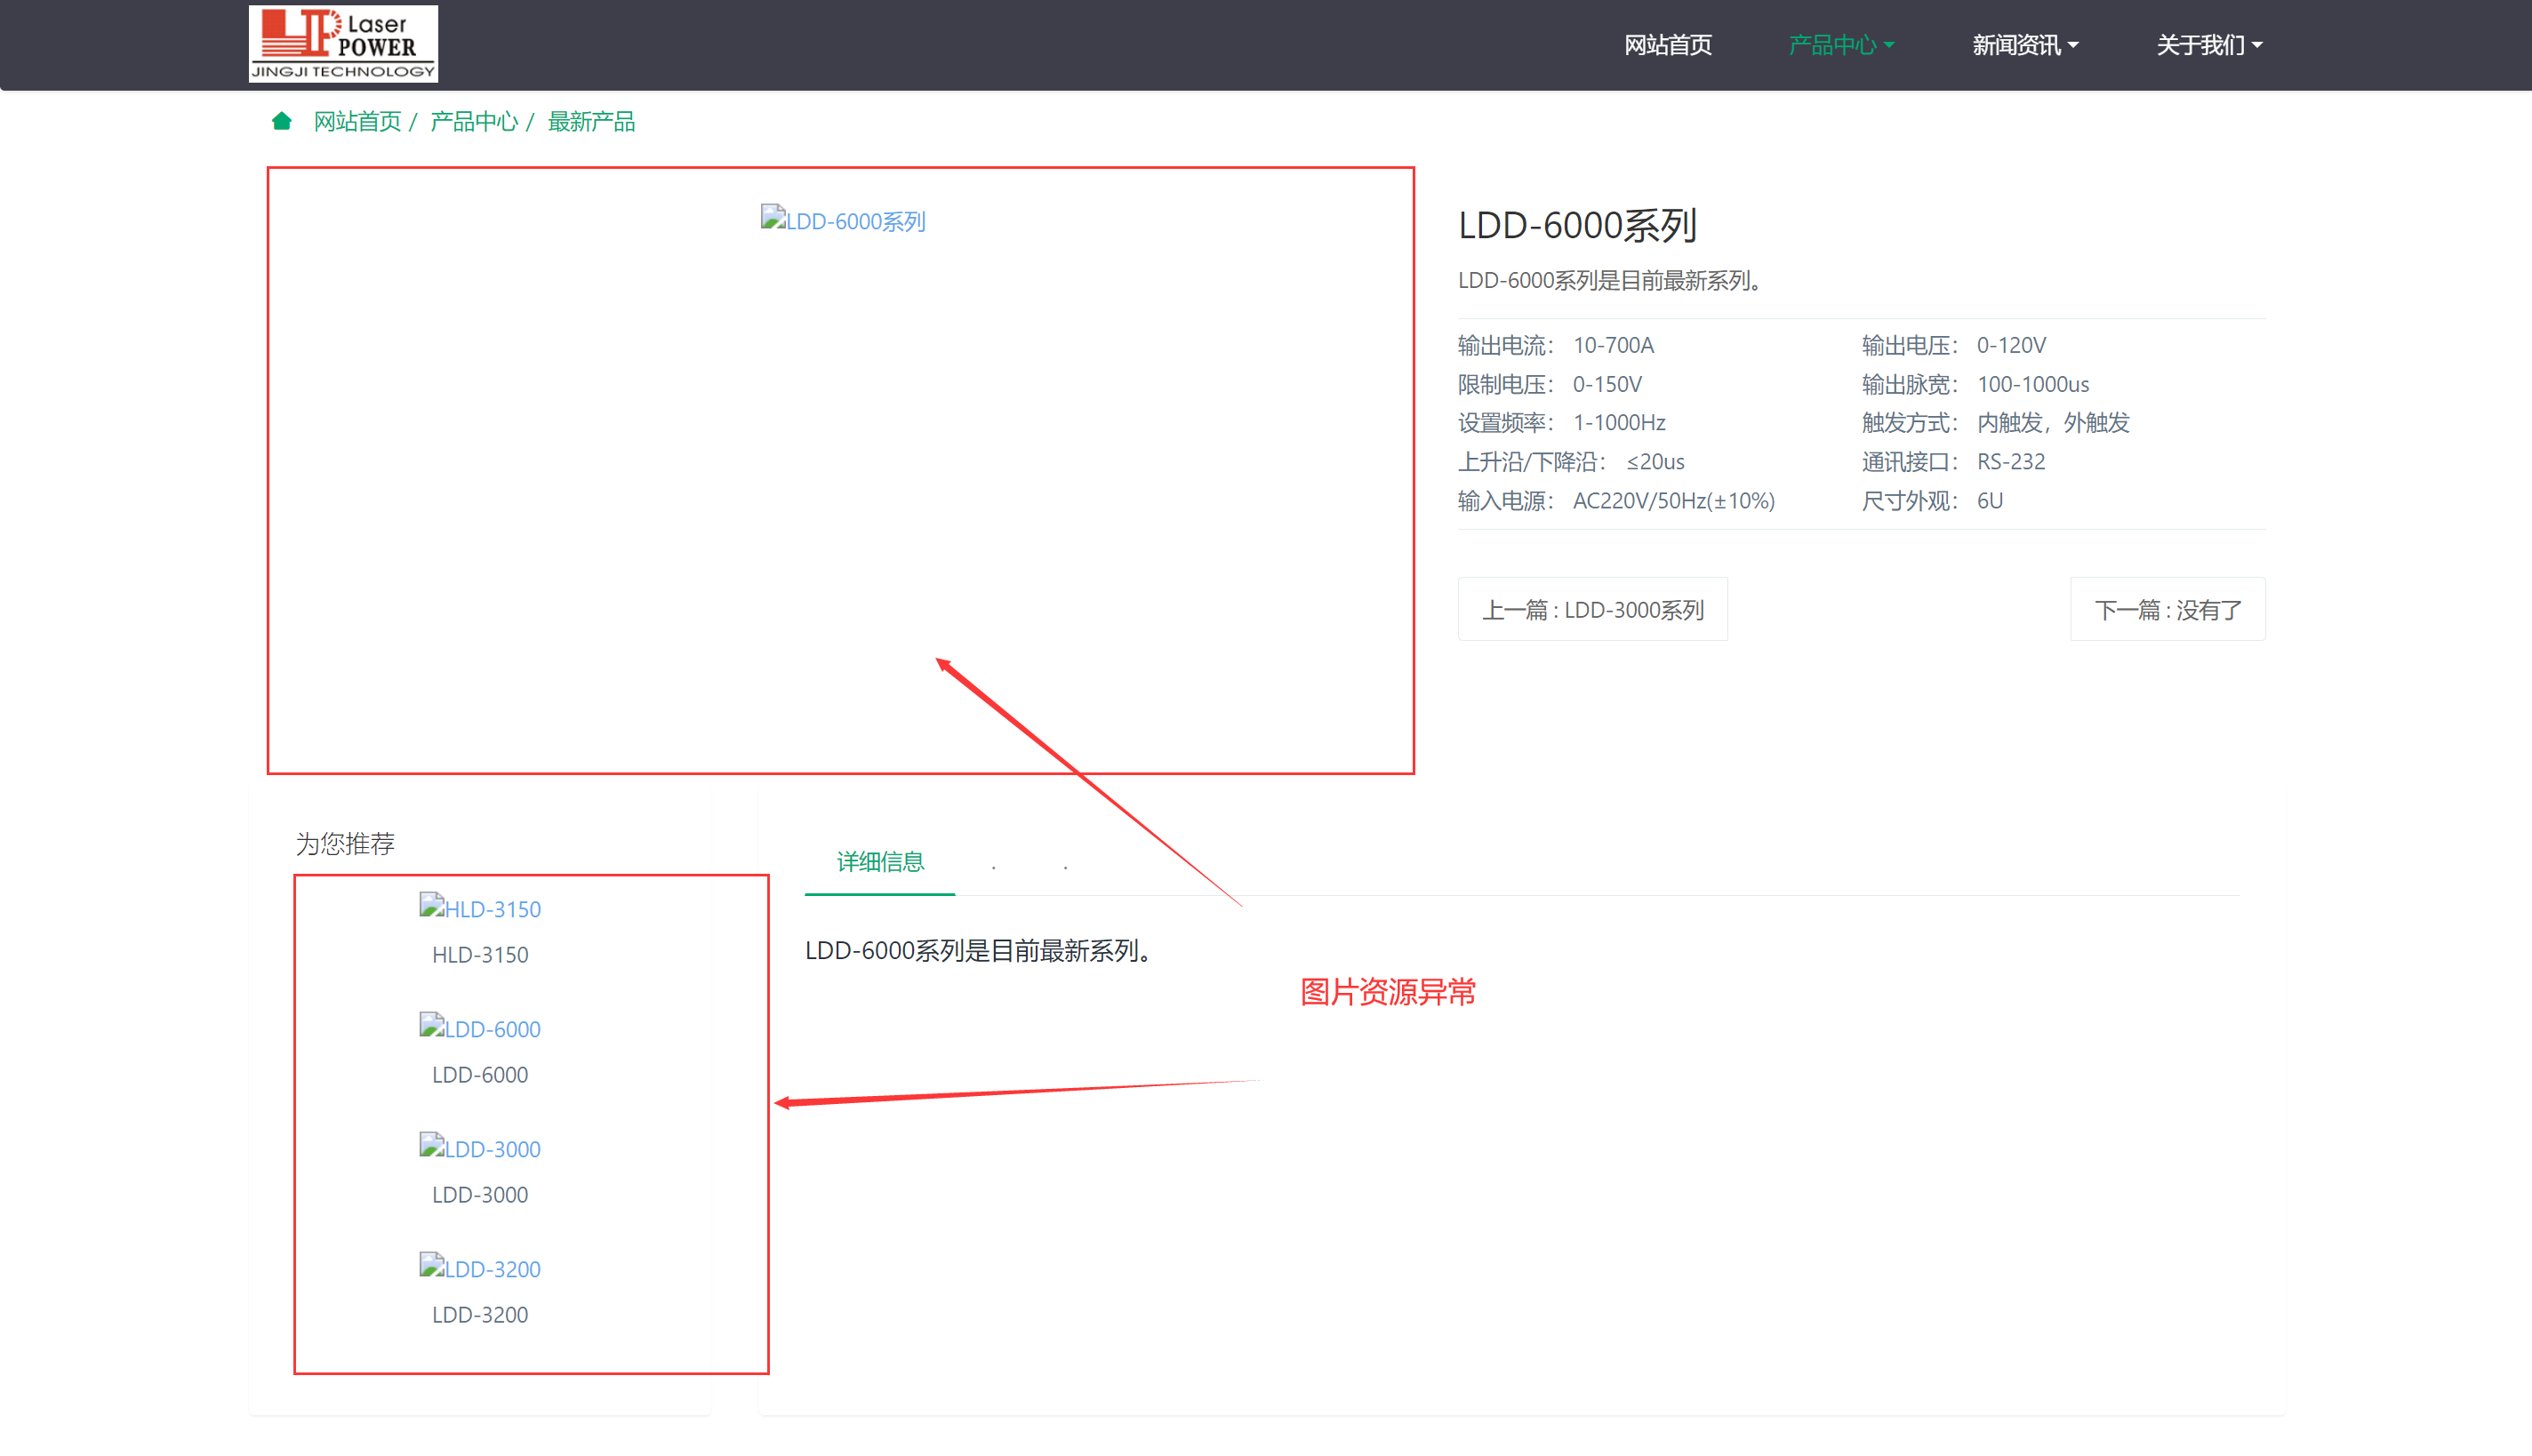 Laser
POWER
JINGJI TECHNOLOGY
网站首页 产品中心 新闻资讯 关于我们
网站首页 / 产品中心 / 最新产品
LDD-6000系列
LDD-6000系列
LDD-6000系列是目前最新系列。
输出电流： 10-700A 输出电压： 0-120V
限制电压： 0-150V 输出脉宽： 100-1000us
设置频率： 1-1000Hz 触发方式： 内触发，外触发
上升沿/下降沿： ≤20us 通讯接口： RS-232
输入电源： AC220V/50Hz(±10%) 尺寸外观： 6U
上一篇 : LDD-3000系列 下一篇 : 没有了
为您推荐
HLD-3150
HLD-3150
LDD-6000
LDD-6000
LDD-3000
LDD-3000
LDD-3200
LDD-3200
详细信息 . .
LDD-6000系列是目前最新系列。
图片资源异常